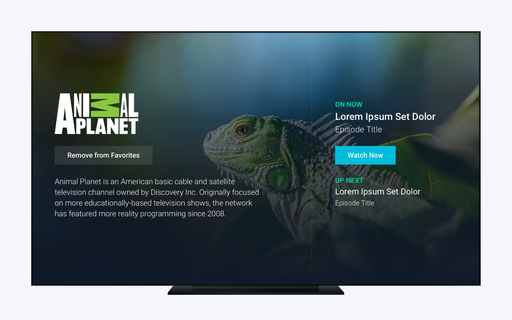 ANIMAL
PLANET
Remove from Favorites
Animal Planet is an American basic cable and satellite
television channel owned by Discovery Inc. Originally focused
on more educationally-based television shows, the network
has featured more reality programming since 2008.
ON NOW
Lorem Ipsum Set Dolor
Episode Title
Watch Now
UP NEXT
Lorem Ipsum Set Dolor
Episode Title